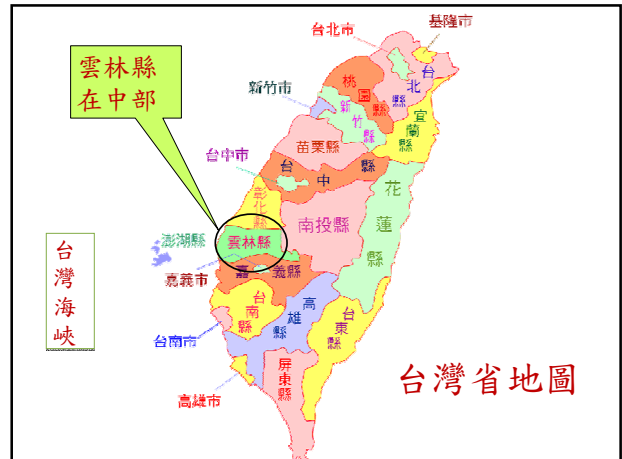 基隆市
台北市
雲林縣
在中部
新竹市
台北縣
桃園縣
新竹縣
宜蘭縣
苗栗縣
台中市
台中縣
花蓮縣
彰化縣
南投縣
澎湖縣
雲林縣
台灣海峽
嘉義市
嘉義縣
台南縣
高雄縣
台東縣
台南市
屏東縣
高雄市
台灣省地圖